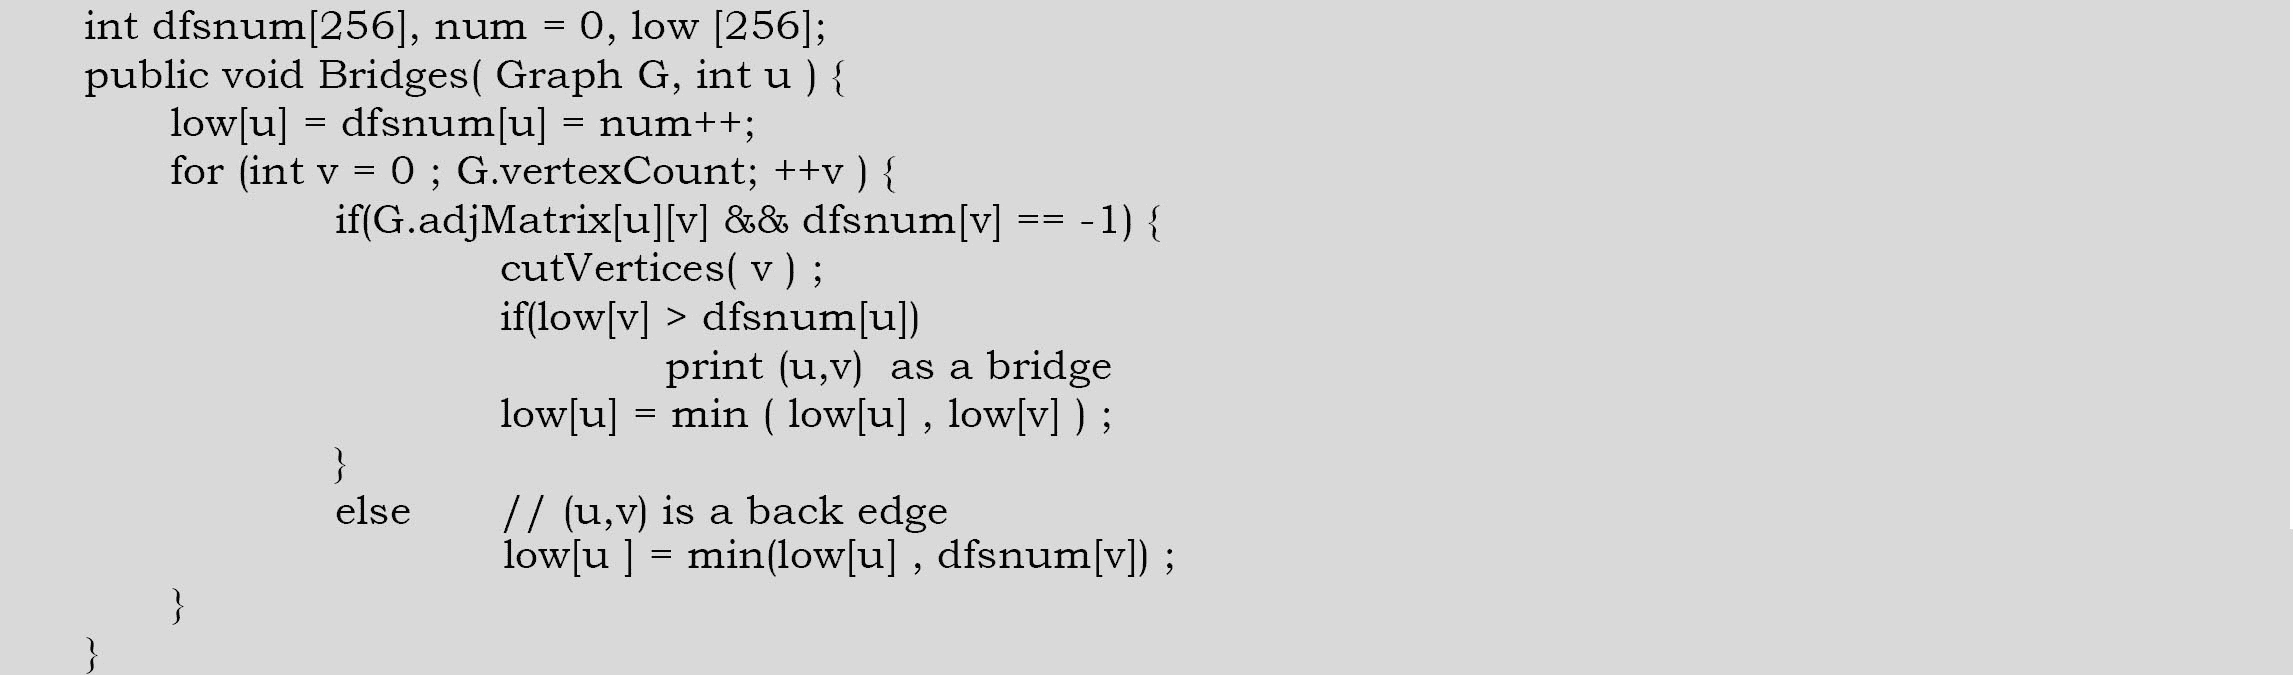 int dfsnum[256], num = 0, low [256];
public void Bridges( Graph G, int u ) {
low[u] = dfsnum[u] = num++;
for (int v = 0 ; G.vertexCount; ++v ) {
if(G.adjMatrix[u][v] && dfsnum[v] == -1) {
cutVertices( v ) ;
if(low[v] > dfsnum[u])
print (u,v)  as a bridge
low[u] = min ( low[u] , low[v] ) ;
}
else // (u,v) is a back edge
low[u ] = min(low[u] , dfsnum[v]) ;
}
}